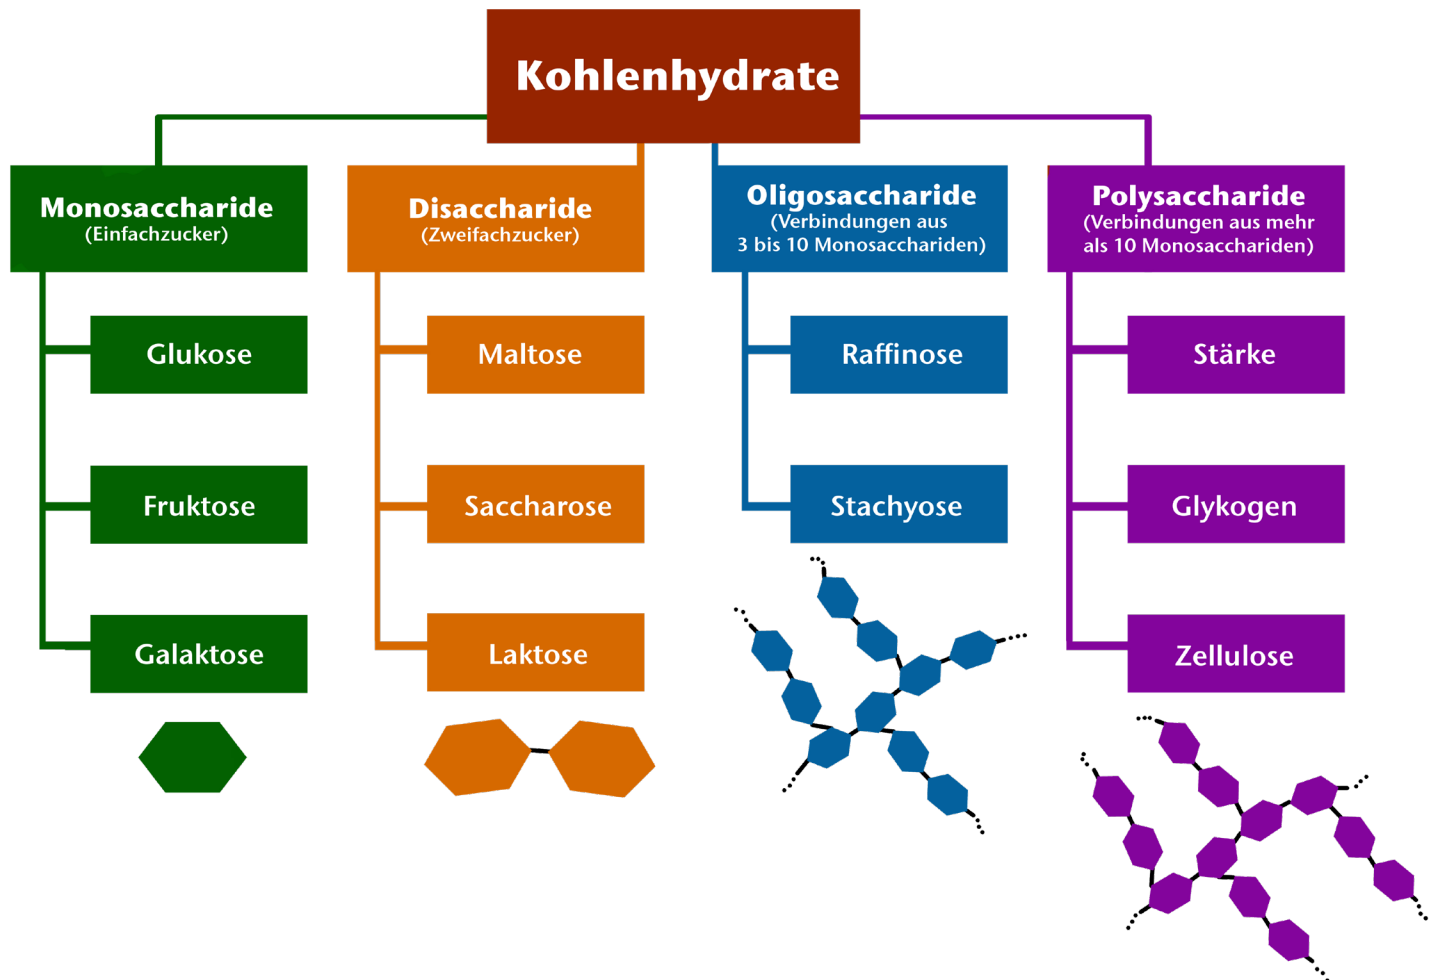 Kohlenhydrate
Monosaccharide
(Einfachzucker)
Glukose
Fruktose
Galaktose
Disaccharide
(Zweifachzucker)
Maltose
Saccharose
Laktose
Oligosaccharide
(Verbindungen aus
3 bis 10 Monosacchariden)
Raffinose
Stachyose
Polysaccharide
(Verbindungen aus mehr
als 10 Monosacchariden)
Stärke
Glykogen
Zellulose